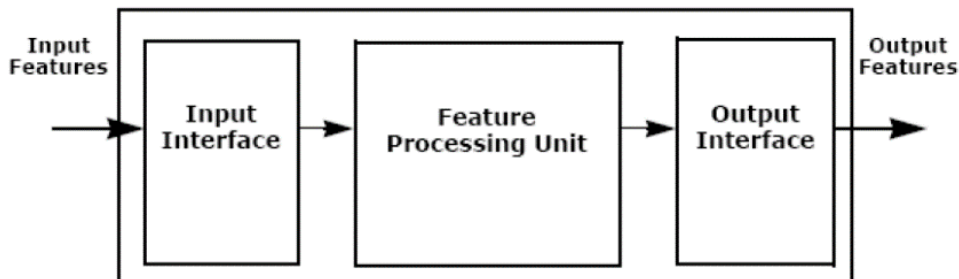 Input
Features
Input
Interface
Feature
Processing Unit
Output
Interface
Output
Features